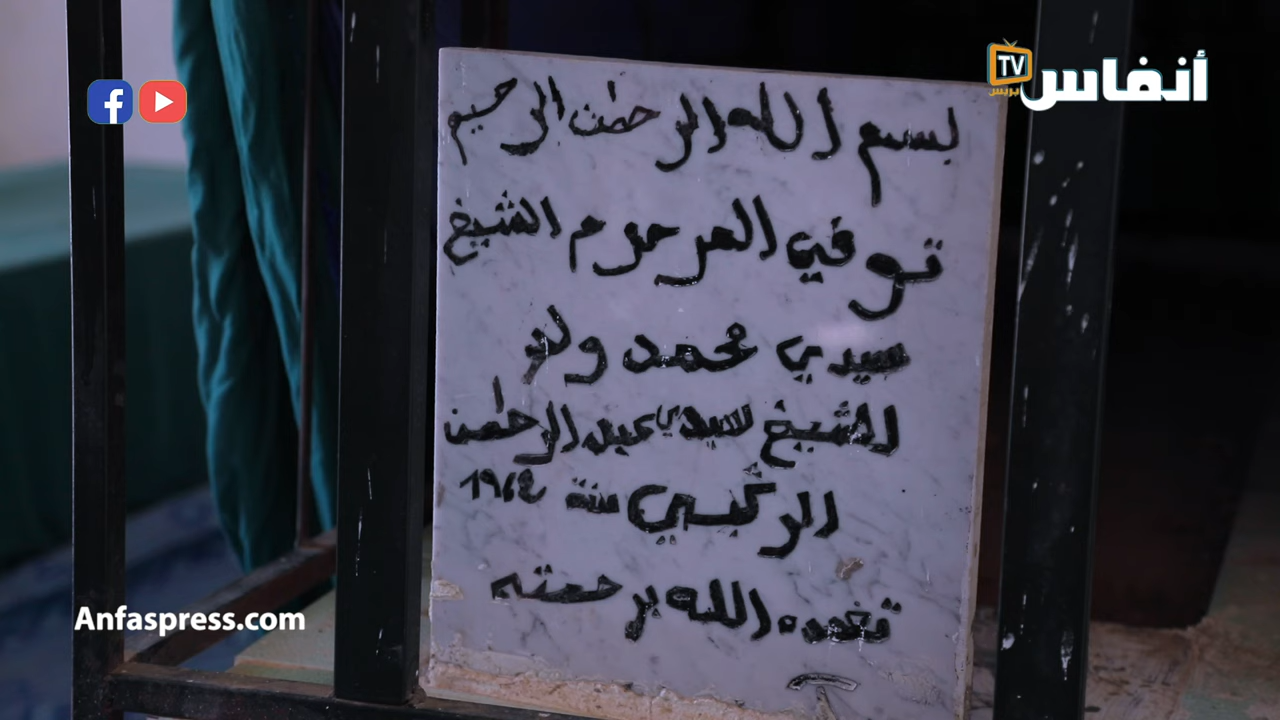 أنفاس
TV
بريس
بسم الله الرحمن الرحيم
توفي المرحوم الشيخ
سيدي محمد ولد
الشيخ سيدي عبد الرحمن
الركيبي سنة
تغمده الله برحمته
Anfaspress.com